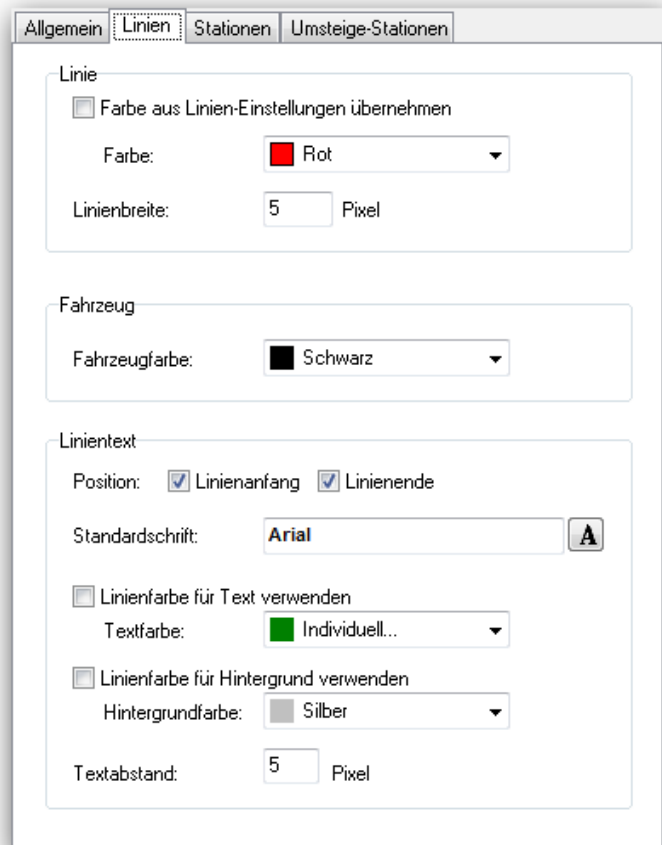 Allgemein Linien Stationen Umsteige-Stationen
Linie
Farbe aus Linien-Einstellungen übernehmen
Farbe: Rot
Linienbreite: 5 Pixel
Fahrzeug
Fahrzeugfarbe: Schwarz
Linientext
Position: Linienanfang Linienende
Standardschrift: Arial A
Linienfarbe für Text verwenden
Textfarbe: Individuell...
Linienfarbe für Hintergrund verwenden
Hintergrundfarbe: Silber
Textabstand: 5 Pixel